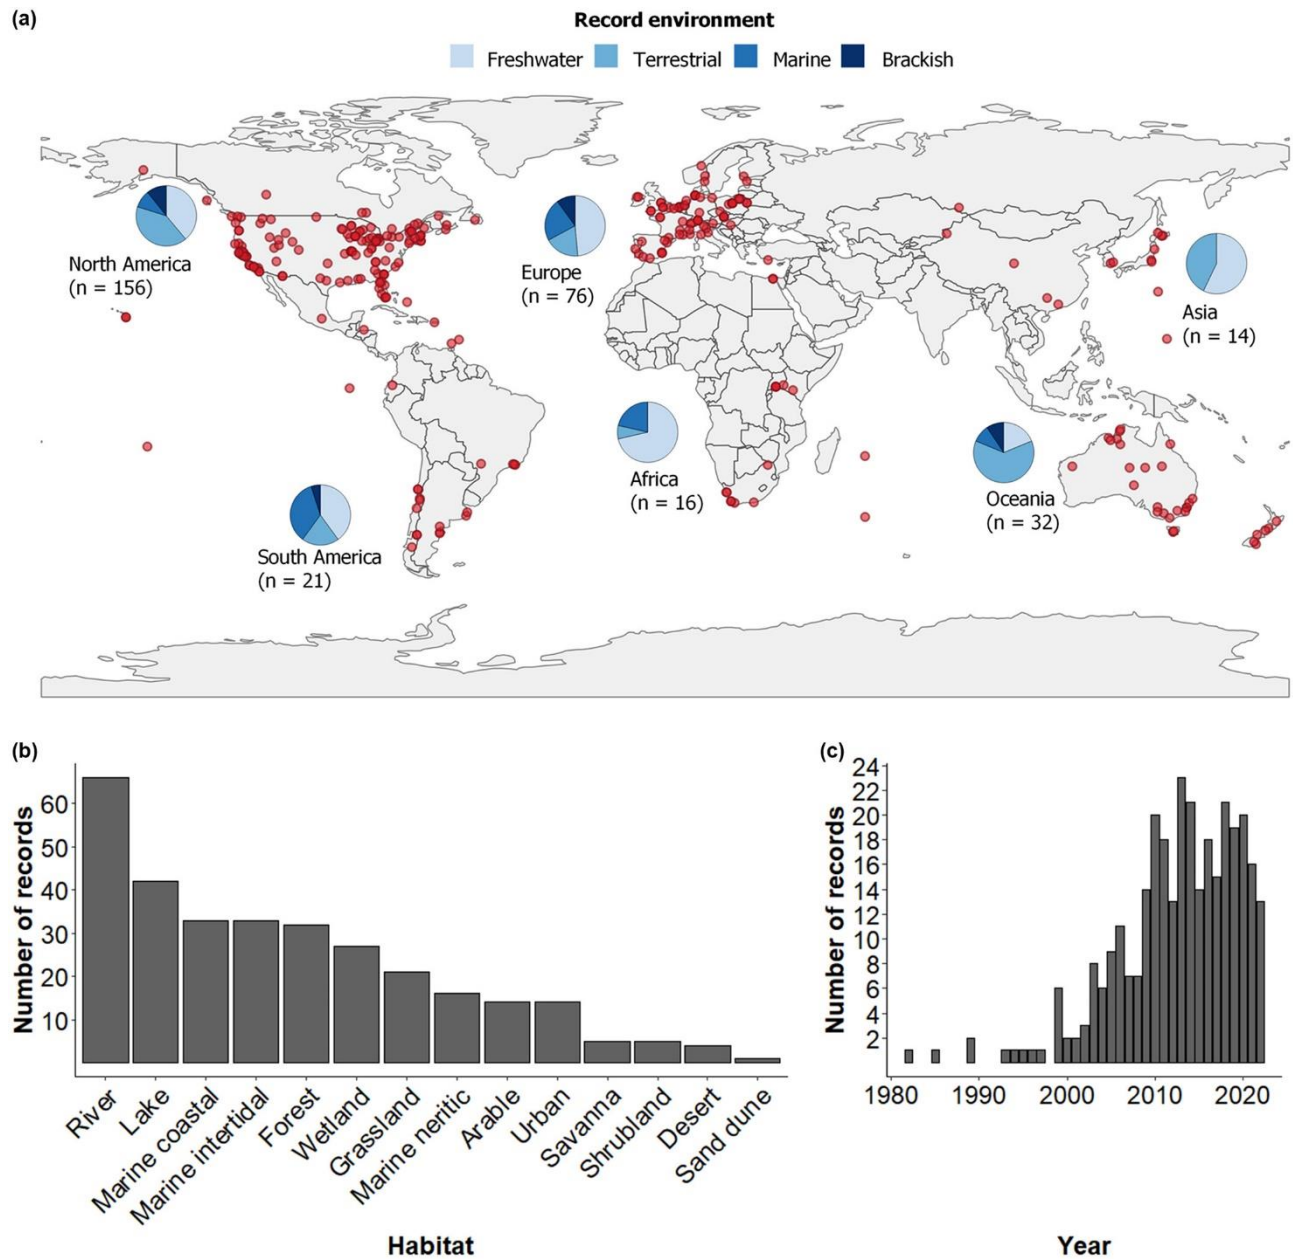 (a)
Record environment
Freshwater Terrestrial Marine Brackish
North America
(n = 156)
Europe
(n = 76)
Asia
(n = 14)
Africa
(n = 16)
Oceania
(n = 32)
South America
(n = 21)
(b)
Number of records
60
50
40
30
20
10
River
Lake
Marine coastal
Marine intertidal
Forest
Wetland
Grassland
Marine neritic
Arable
Urban
Savanna
Shrubland
Desert
Sand dune
Habitat
(c)
Number of records
24
22
20
18
16
14
12
10
8
6
4
2
1980 1990 2000 2010 2020
Year